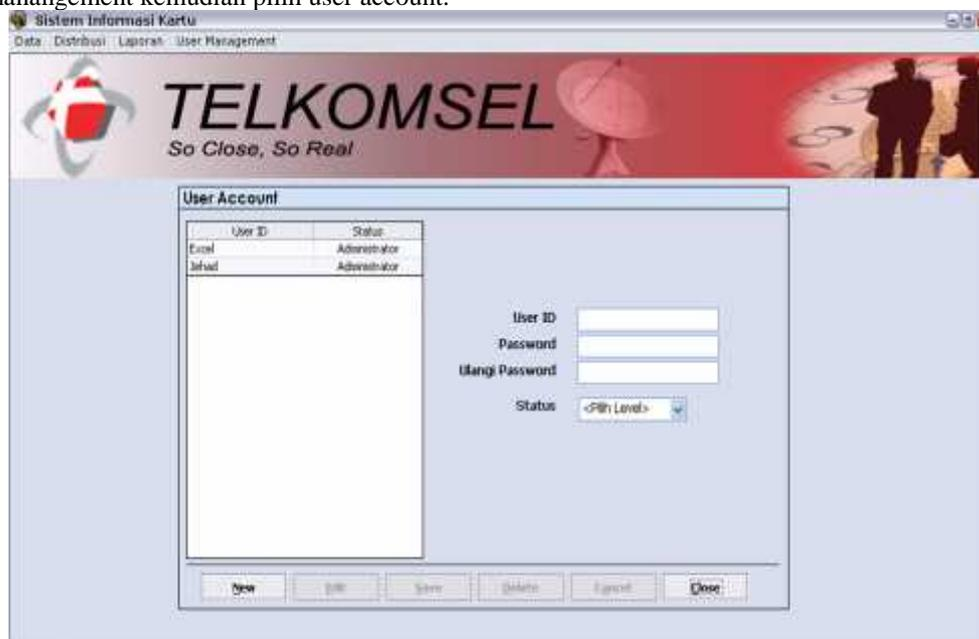 manangement kemudian pilih user account.
Sistem Informasi Kartu
Data Distribusi Laporan User Management
TELKOMSEL
So Close, So Real
User Account
User ID Status
Excel Administrator
Jehad Administrator
User ID
Password
Ulangi Password
Status <Pilih Level>
New Edit Save Delete Cancel Close